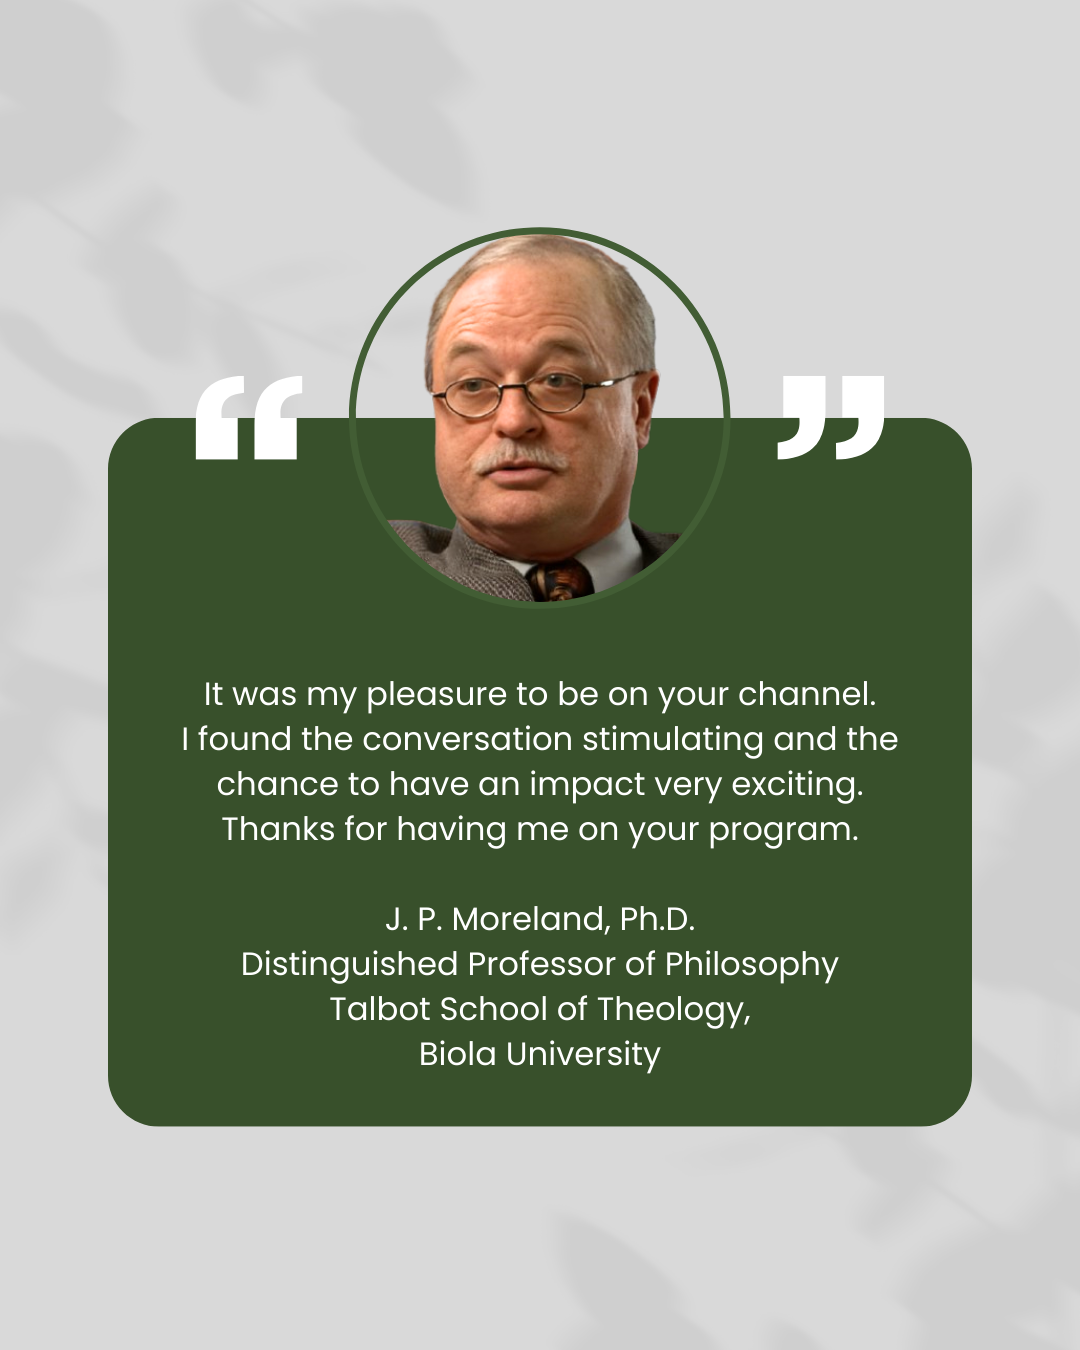 “ ”
It was my pleasure to be on your channel.
I found the conversation stimulating and the
chance to have an impact very exciting.
Thanks for having me on your program.
J. P. Moreland, Ph.D.
Distinguished Professor of Philosophy
Talbot School of Theology,
Biola University